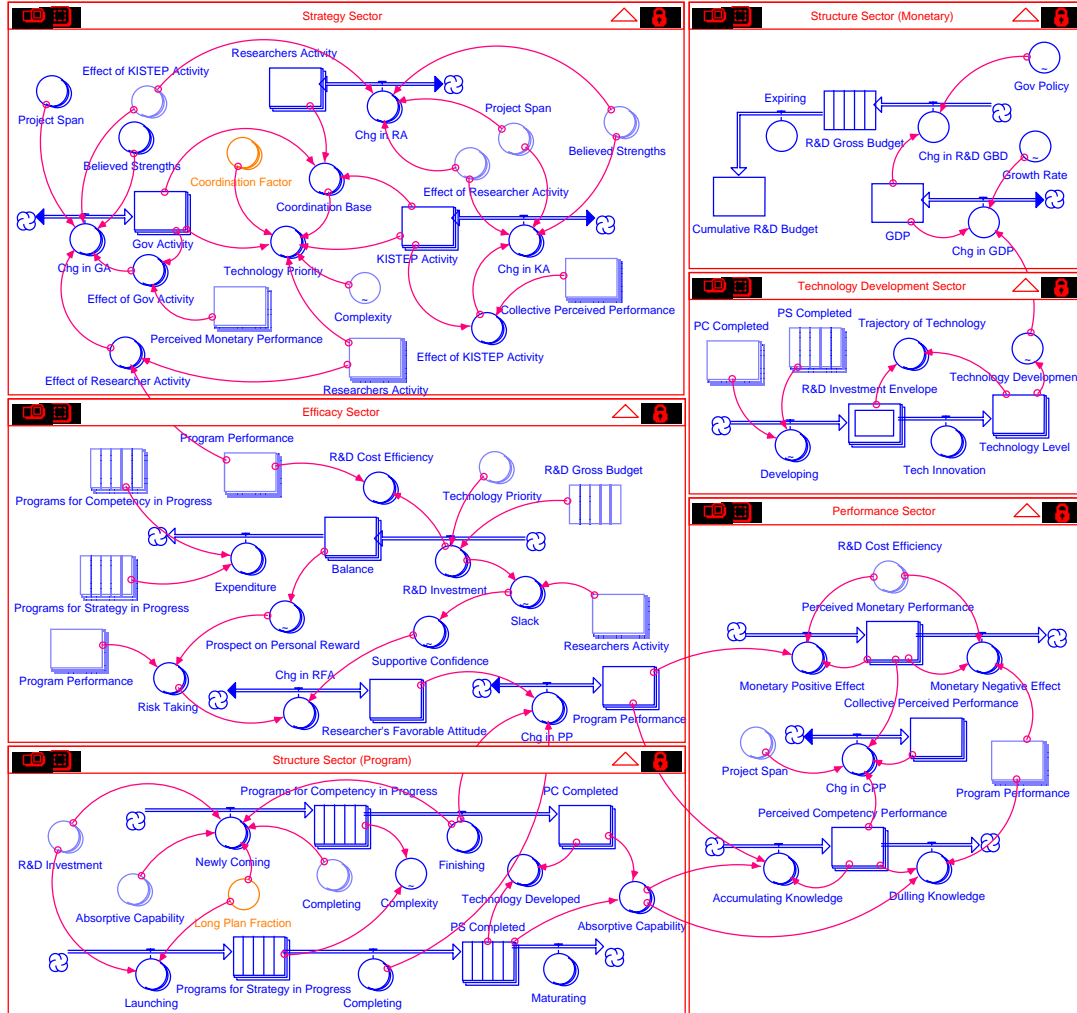 Strategy Sector
Researchers Activity
Effect of KISTEP Activity
Project Span
Project Span
Chg in RA
Believed Strengths
Believed Strengths
Coordination Factor
Effect of Researcher Activity
Coordination Base
Gov Activity
Chg in GA
Technology Priority
KISTEP Activity
Chg in KA
Effect of Gov Activity
Complexity
~
Collective Perceived Performance
Perceived Monetary Performance
Effect of KISTEP Activity
Effect of Researcher Activity
Researchers Activity
Structure Sector (Monetary)
~
Gov Policy
Expiring
R&D Gross Budget
Chg in R&D GBD
~
Growth Rate
Cumulative R&D Budget
GDP
Chg in GDP
Technology Development Sector
PC Completed
PS Completed
Trajectory of Technology
~
Technology Development
R&D Investment Envelope
Developing
Tech Innovation
Technology Level
Efficacy Sector
Program Performance
R&D Cost Efficiency
R&D Gross Budget
Technology Priority
Programs for Competency in Progress
Balance
Expenditure
R&D Investment
Programs for Strategy in Progress
Slack
~
Prospect on Personal Reward
~
Supportive Confidence
Researchers Activity
Program Performance
~
Risk Taking
Chg in RFA
Researcher's Favorable Attitude
Chg in PP
Program Performance
Performance Sector
R&D Cost Efficiency
Perceived Monetary Performance
Monetary Positive Effect
Monetary Negative Effect
Collective Perceived Performance
Project Span
Chg in CPP
Program Performance
Perceived Competency Performance
Accumulating Knowledge
Dulling Knowledge
Structure Sector (Program)
Programs for Competency in Progress
PC Completed
R&D Investment
Newly Coming
Finishing
~
Absorptive Capability
Completing
Complexity
Technology Developed
Long Plan Fraction
PS Completed
Absorptive Capability
Launching
Programs for Strategy in Progress
Completing
Maturating